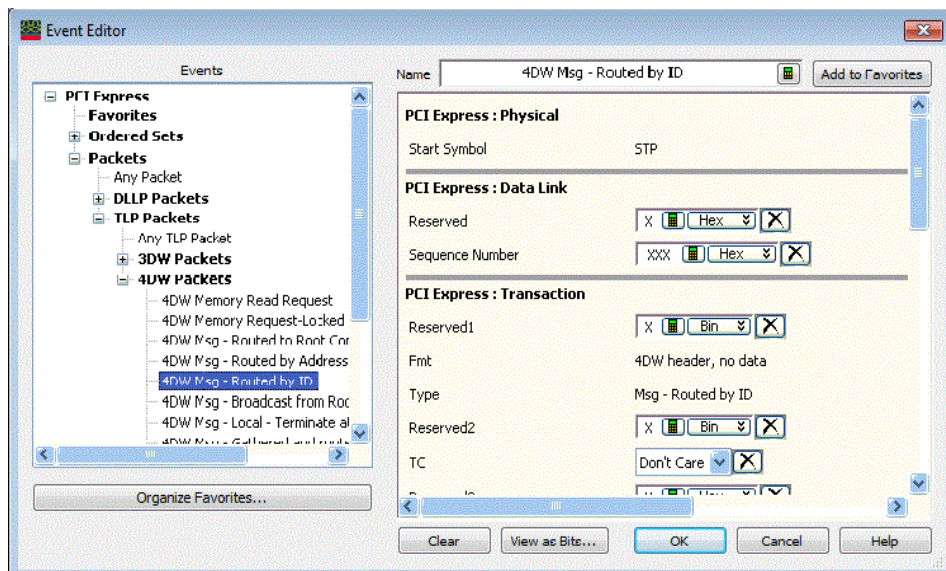 Event Editor
Events
PCI Express
Favorites
Ordered Sets
Packets
Any Packet
DLLP Packets
TLP Packets
Any TLP Packet
3DW Packets
4DW Packets
4DW Memory Read Request
4DW Memory Request-Locked
4DW Msg - Routed to Root Cor
4DW Msg - Routed by Address
4DW Msg - Routed by ID
4DW Msg - Broadcast from Roc
4DW Msg - Local - Terminate at
Organize Favorites...
Name 4DW Msg - Routed by ID Add to Favorites
PCI Express : Physical
Start Symbol STP
PCI Express : Data Link
Reserved X Hex X
Sequence Number XXX Hex X
PCI Express : Transaction
Reserved1 X Bin X
Fmt 4DW header, no data
Type Msg - Routed by ID
Reserved2 X Bin X
TC Don't Care X
Clear View as Bits... OK Cancel Help